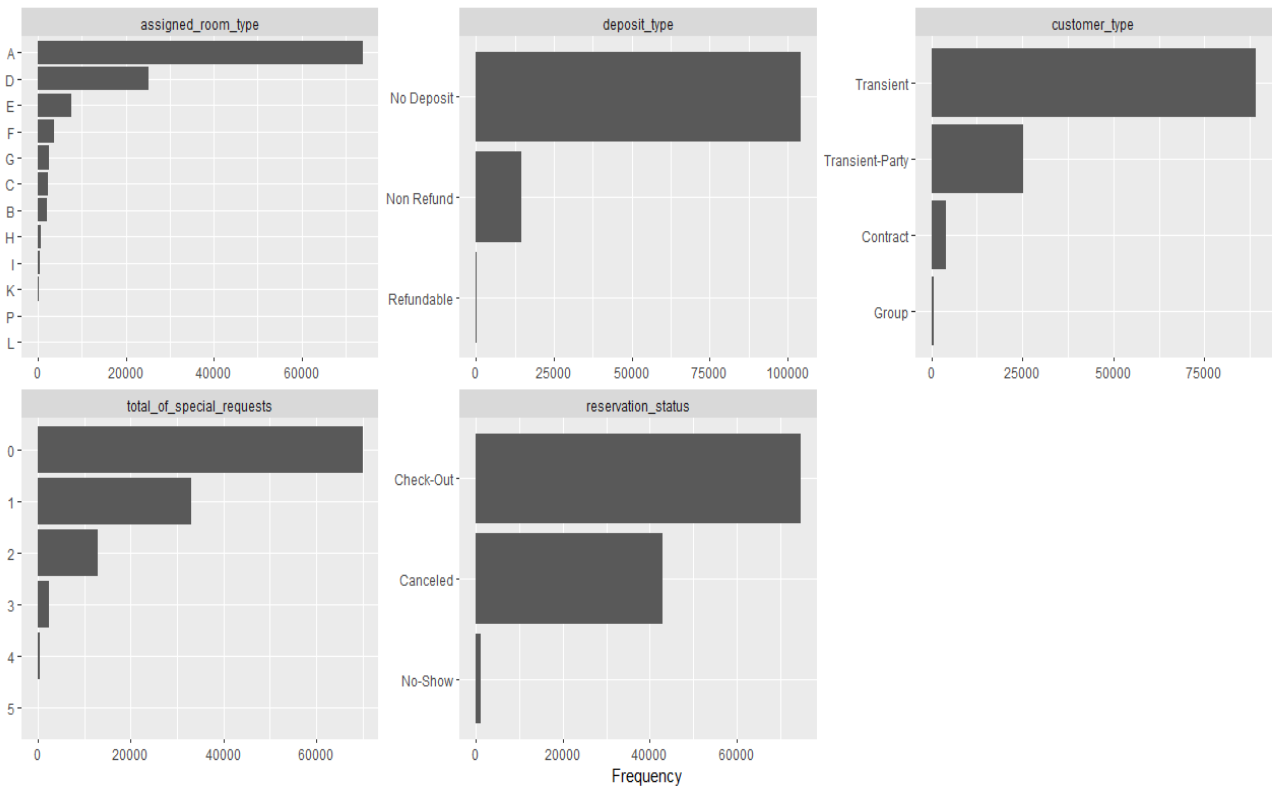 assigned_room_type
A
D
E
F
G
C
B
H
I
K
P
L
0 20000 40000 60000
deposit_type
No Deposit
Non Refund
Refundable
0 25000 50000 75000 100000
customer_type
Transient
Transient-Party
Contract
Group
0 25000 50000 75000
total_of_special_requests
0
1
2
3
4
5
0 20000 40000 60000
reservation_status
Check-Out
Canceled
No-Show
0 20000 40000 60000
Frequency